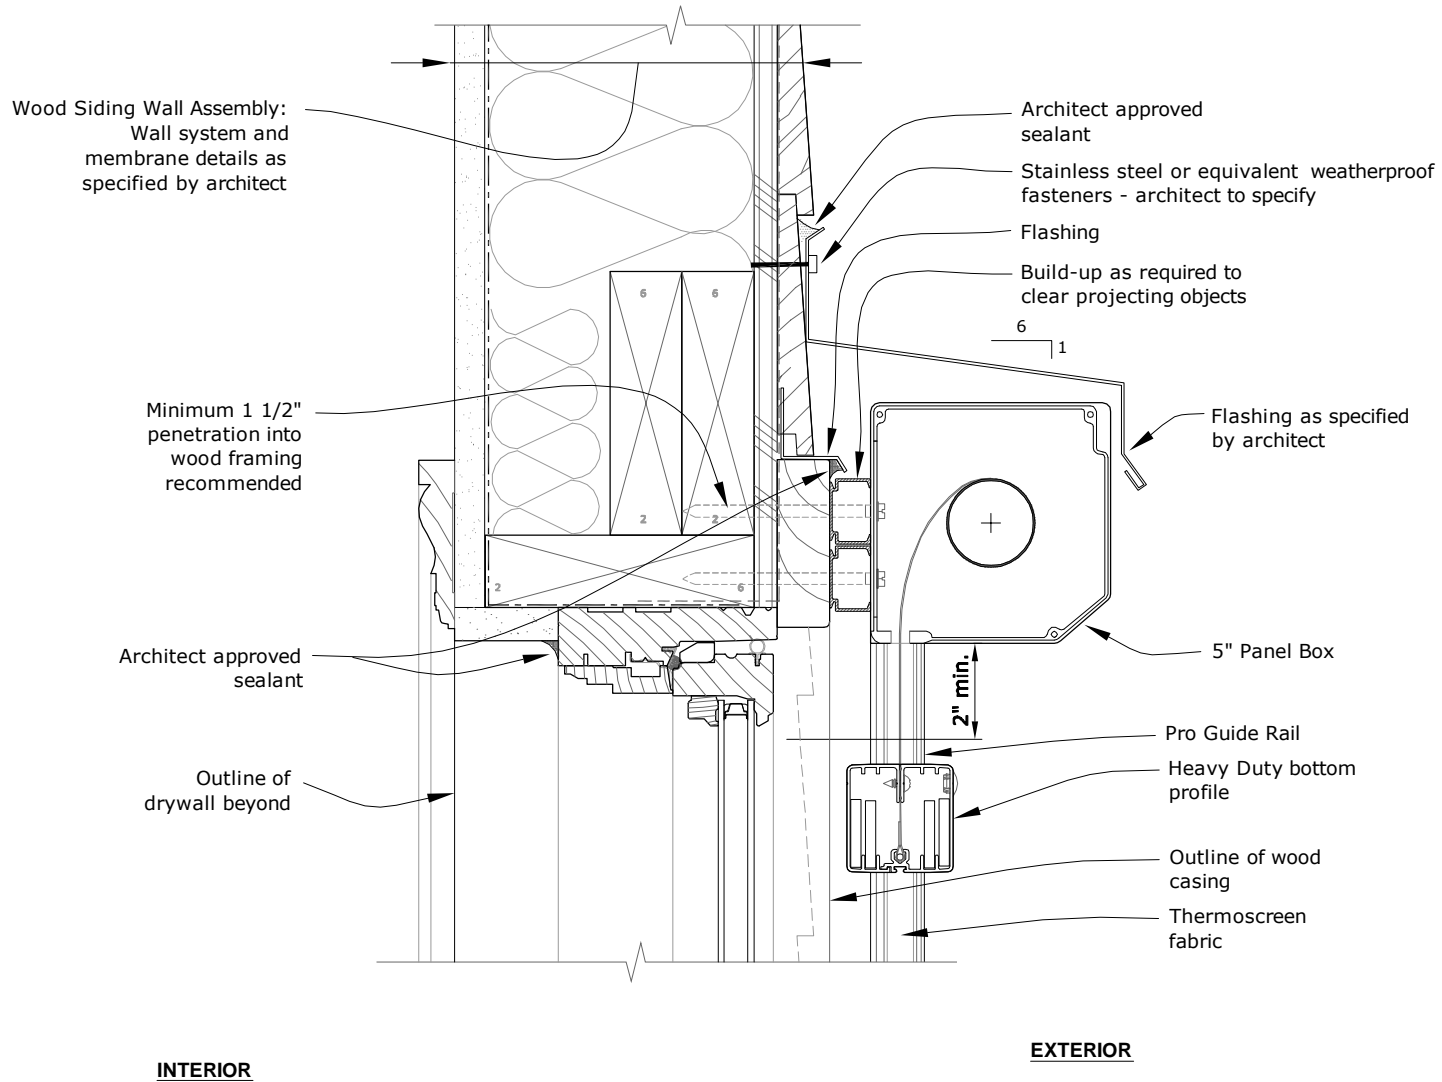 Wood Siding Wall Assembly:
Wall system and
membrane details as
specified by architect
Architect approved
sealant
Stainless steel or equivalent weatherproof
fasteners - architect to specify
Flashing
Build-up as required to
clear projecting objects
6
1
6
6
Minimum 1 1/2"
penetration into
wood framing
recommended
Flashing as specified
by architect
2
2
2
6
Architect approved
sealant
5" Panel Box
2" min.
Pro Guide Rail
Heavy Duty bottom
profile
Outline of
drywall beyond
Outline of wood
casing
Thermoscreen
fabric
INTERIOR
EXTERIOR